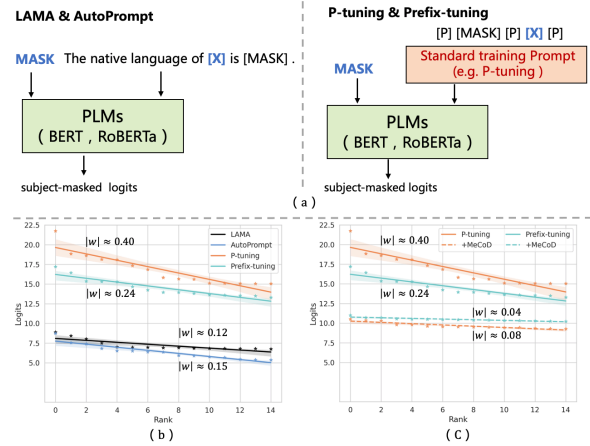 LAMA & AutoPrompt
MASK The native language of [X] is [MASK] .
PLMs
( BERT , RoBERTa )
subject-masked logits
P-tuning & Prefix-tuning
[P] [MASK] [P] [X] [P]
Standard training Prompt
(e.g. P-tuning )
MASK
PLMs
( BERT , RoBERTa )
subject-masked logits
( a )
22.5
20.0
17.5
15.0
12.5
10.0
7.5
5.0
Logits
|w| ≈ 0.40
|w| ≈ 0.24
|w| ≈ 0.12
|w| ≈ 0.15
LAMA
AutoPrompt
P-tuning
Prefix-tuning
0 2 4 6 8 10 12 14
Rank
( b )
22.5
20.0
17.5
15.0
12.5
10.0
7.5
5.0
Logits
|w| ≈ 0.40
|w| ≈ 0.24
|w| ≈ 0.04
|w| ≈ 0.08
P-tuning Prefix-tuning
+MeCoD +MeCoD
0 2 4 6 8 10 12 14
Rank
( C )